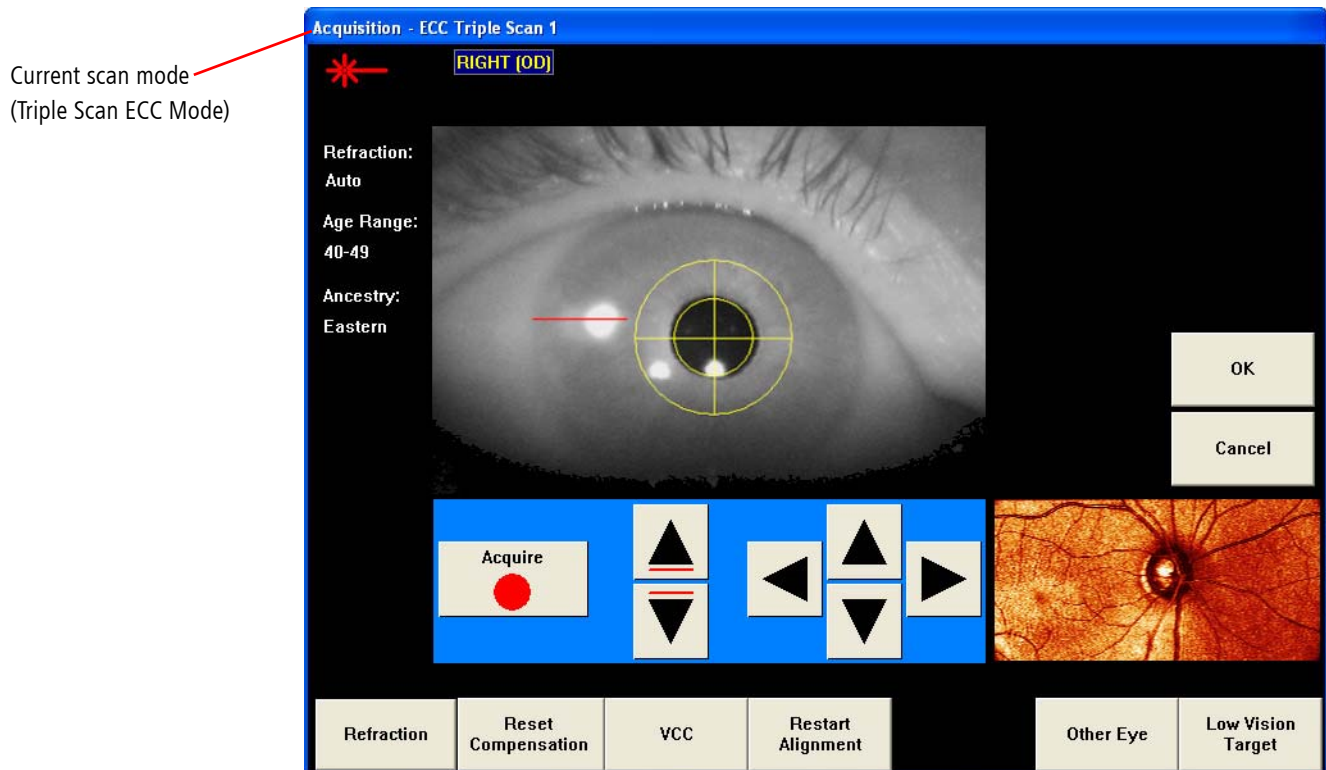 Acquisition - ECC Triple Scan 1
Current scan mode
(Triple Scan ECC Mode)
RIGHT (OD)
Refraction:
Auto
Age Range:
40-49
Ancestry:
Eastern
OK
Cancel
Acquire
Refraction
Reset
Compensation
VCC
Restart
Alignment
Other Eye
Low Vision
Target